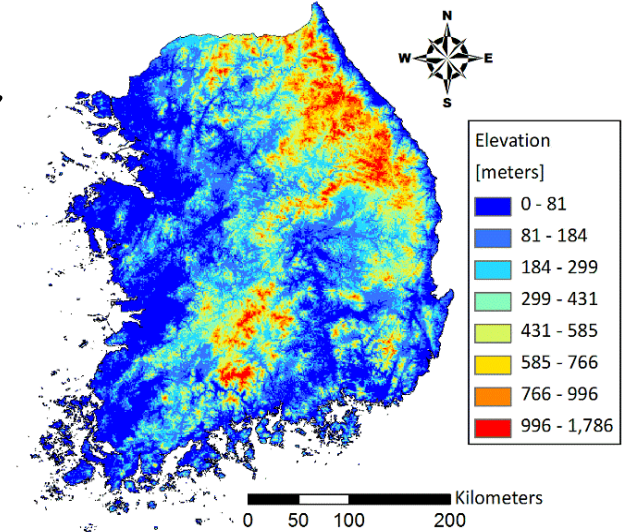 N
W E
S
Elevation
[meters]
0 - 81
81 - 184
184 - 299
299 - 431
431 - 585
585 - 766
766 - 996
996 - 1,786
Kilometers
0 50 100 200